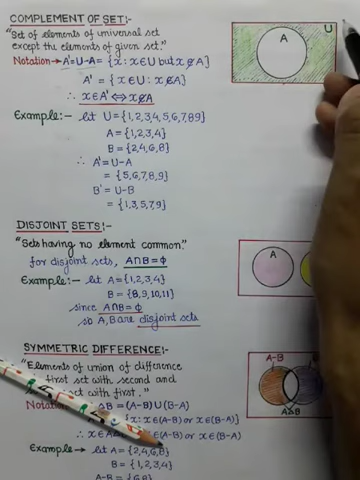 COMPLEMENT OF SET:-
"Set of elements of universal
set except the elements of given set."
Notation → A' = U-A = {x : x∈U but x∉A}
A' = {x∈U : x∉A}
∴ x∈A' ⇔ x∉A
U
A
Example:- let U = {1,2,3,4,5,6,7,8,9}
A = {1,2,3,4}
B = {2,4,6,8}
∴ A' = U-A
= {5,6,7,8,9}
B' = U-B
= {1,3,5,7,9}
DISJOINT SETS:-
"Sets having no element common."
for disjoint sets, A∩B = ϕ
A
Example:- let A = {1,2,3,4}
B = {8,9,10,11}
since A∩B = ϕ
so A,B are disjoint sets
SYMMETRIC DIFFERENCE:-
"Elements of union of difference
first set with second and
set with first."
A-B
B-A
A∆B
Notation ∆B = (A-B) U (B-A)
{x : x∈(A-B) or x∈(B-A)}
∴ x∈A ∈(A-B) or x∈(B-A)
Example → let A = {2,4,6,8}
B = {1,2,3,4}
A-B = {6,8}